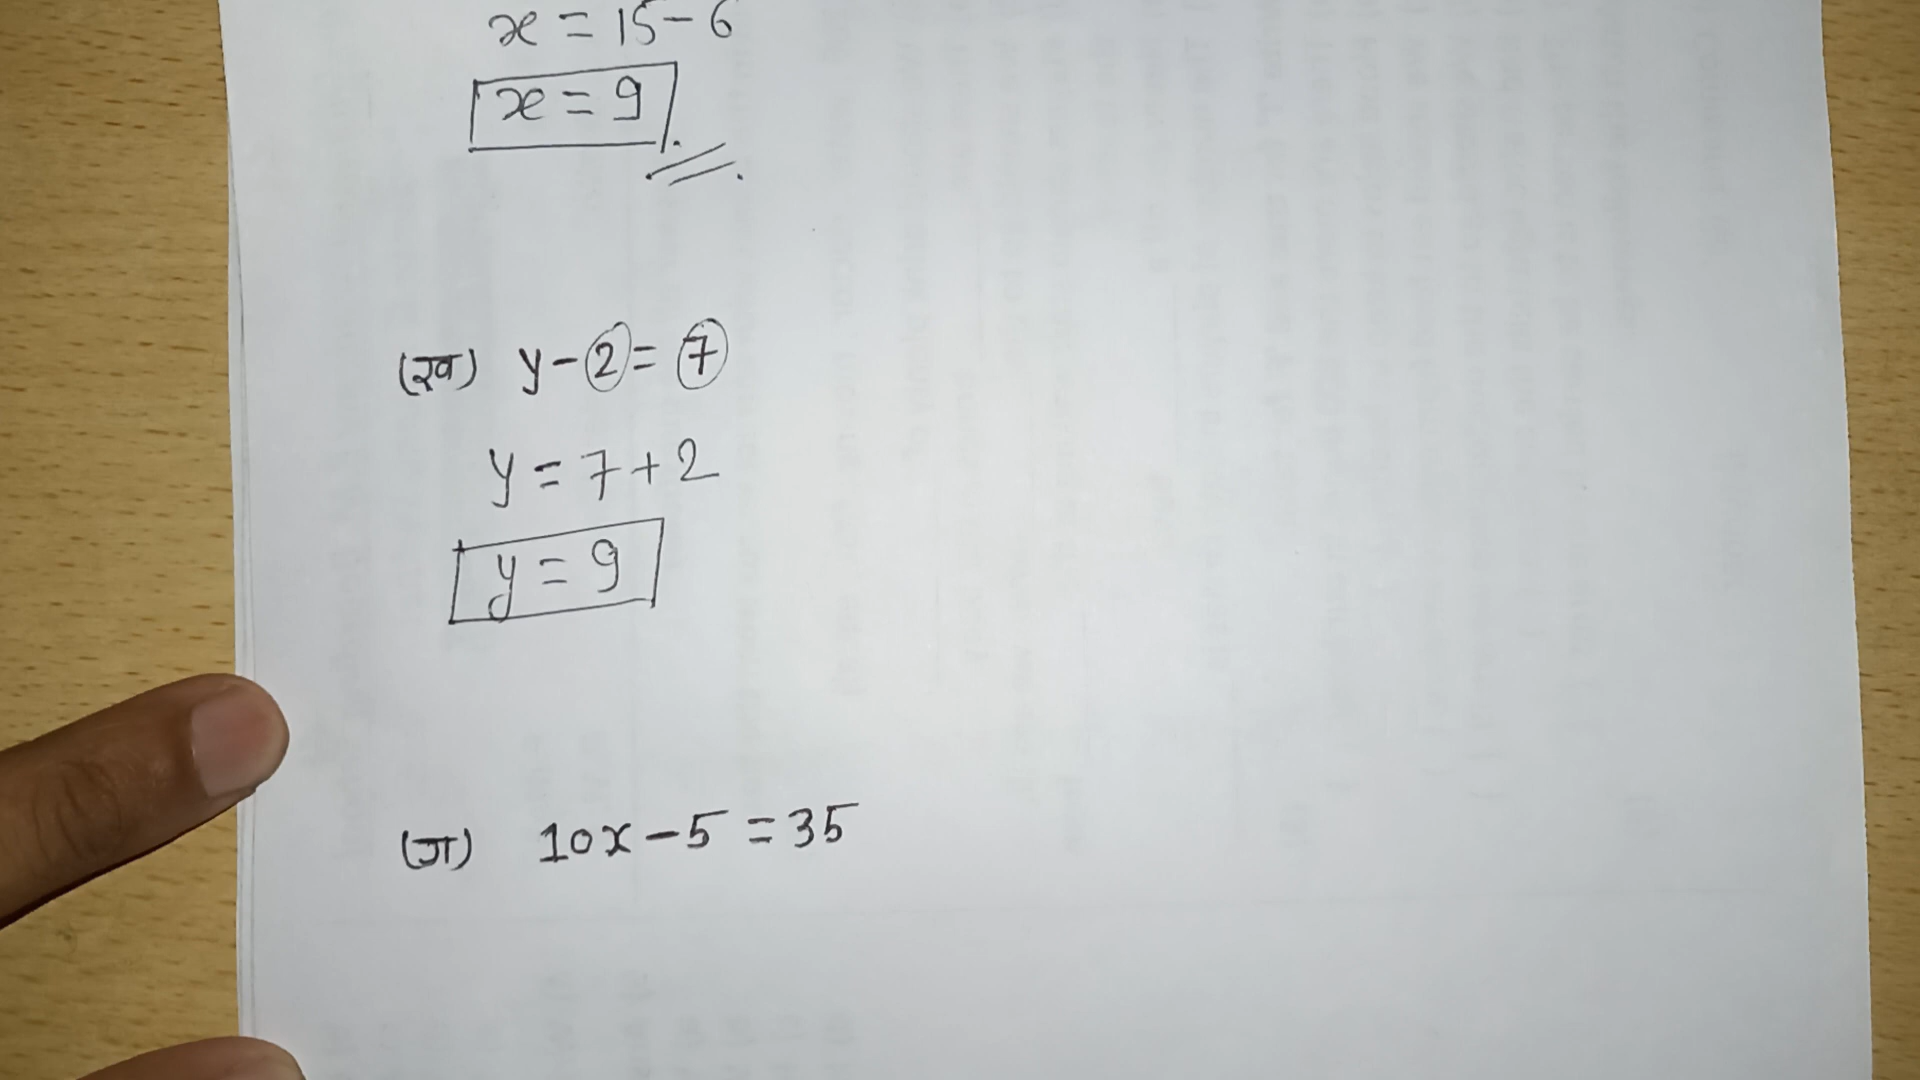 x = 15 - 6
x = 9
(ख) y - 2 = 7
y = 7 + 2
y = 9
(ग) 10x - 5 = 35